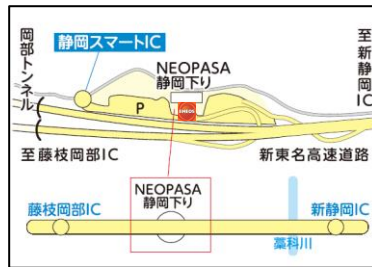 岡部トンネル
静岡スマートIC
NEOPASA
静岡下り
至新静岡IC
P
ENEOS
至藤枝岡部IC
新東名高速道路
NEOPASA
静岡下り
藤枝岡部IC
新静岡IC
藁科川